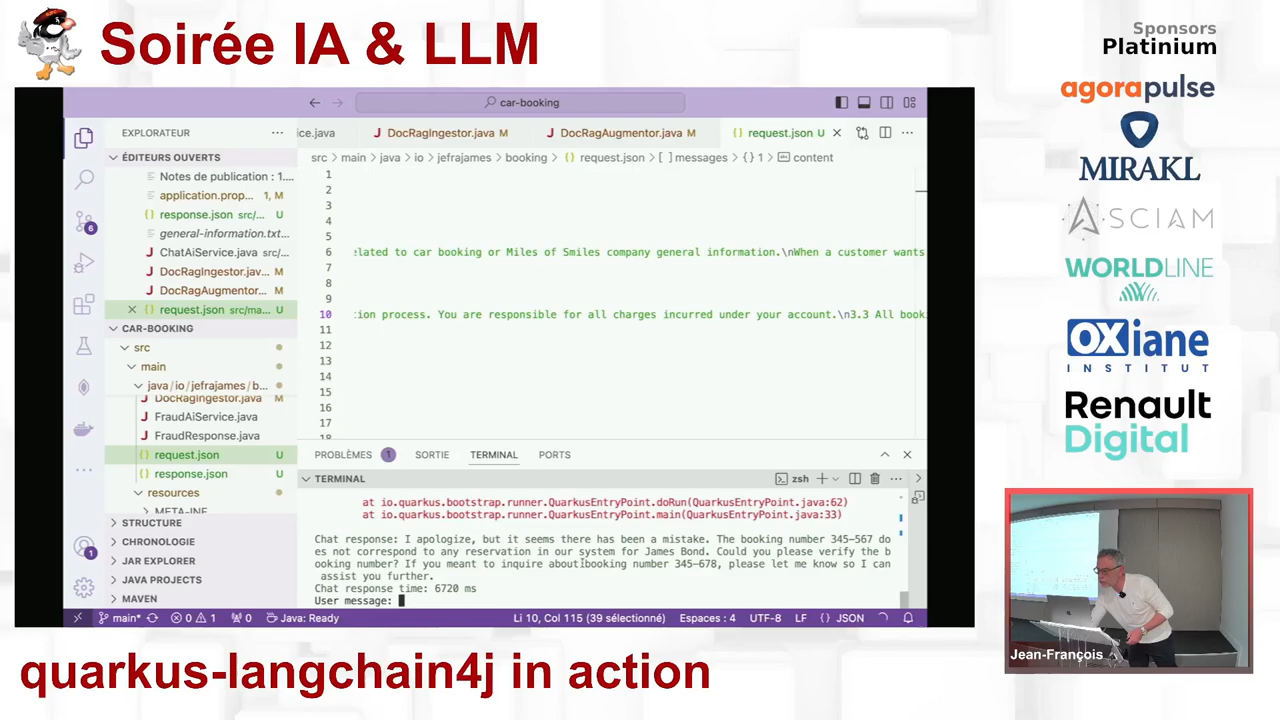 Soirée IA & LLM
Sponsors
Platinium
agorapulse
MIRAKL
ASCIAM
WORLDLINE
OXiane
INSTITUT
Renault
Digital
car-booking
EXPLORATEUR
ice.java
DocRagIngestor.java M
DocRagAugmentor.java M
request.json U
ÉDITEURS OUVERTS
src > main > java > io > jefrajames > booking > {} request.json > [ ] messages > {} 1 > content
Notes de publication : 1....
application.prop... 1, M
response.json src/... U
general-information.txt...
ChatAiService.java src/...
DocRagIngestor.jav... M
DocRagAugmentor... M
request.json src/ma... U
CAR-BOOKING
src
main
java/io/jefrajames/b...
DocRagIngestor.java M
FraudAiService.java
FraudResponse.java
request.json U
response.json U
resources
META-INF
STRUCTURE
CHRONOLOGIE
JAR EXPLORER
JAVA PROJECTS
MAVEN
6
1
1
2
3
4
5
6 elated to car booking or Miles of Smiles company general information.\nWhen a customer wants
7
8
9
10 ion process. You are responsible for all charges incurred under your account.\n3.3 All book
11
12
13
14
15
16
17
18
PROBLÈMES 1 SORTIE TERMINAL PORTS
TERMINAL
zsh
at io.quarkus.bootstrap.runner.QuarkusEntryPoint.doRun(QuarkusEntryPoint.java:62)
at io.quarkus.bootstrap.runner.QuarkusEntryPoint.main(QuarkusEntryPoint.java:33)
Chat response: I apologize, but it seems there has been a mistake. The booking number 345-567 do
es not correspond to any reservation in our system for James Bond. Could you please verify the b
ooking number? If you meant to inquire about booking number 345-678, please let me know so I can
assist you further.
Chat response time: 6720 ms
User message:
main* 0 1 0 Java: Ready Li 10, Col 115 (39 sélectionné) Espaces : 4 UTF-8 LF {} JSON
Jean-François
quarkus-langchain4j in action